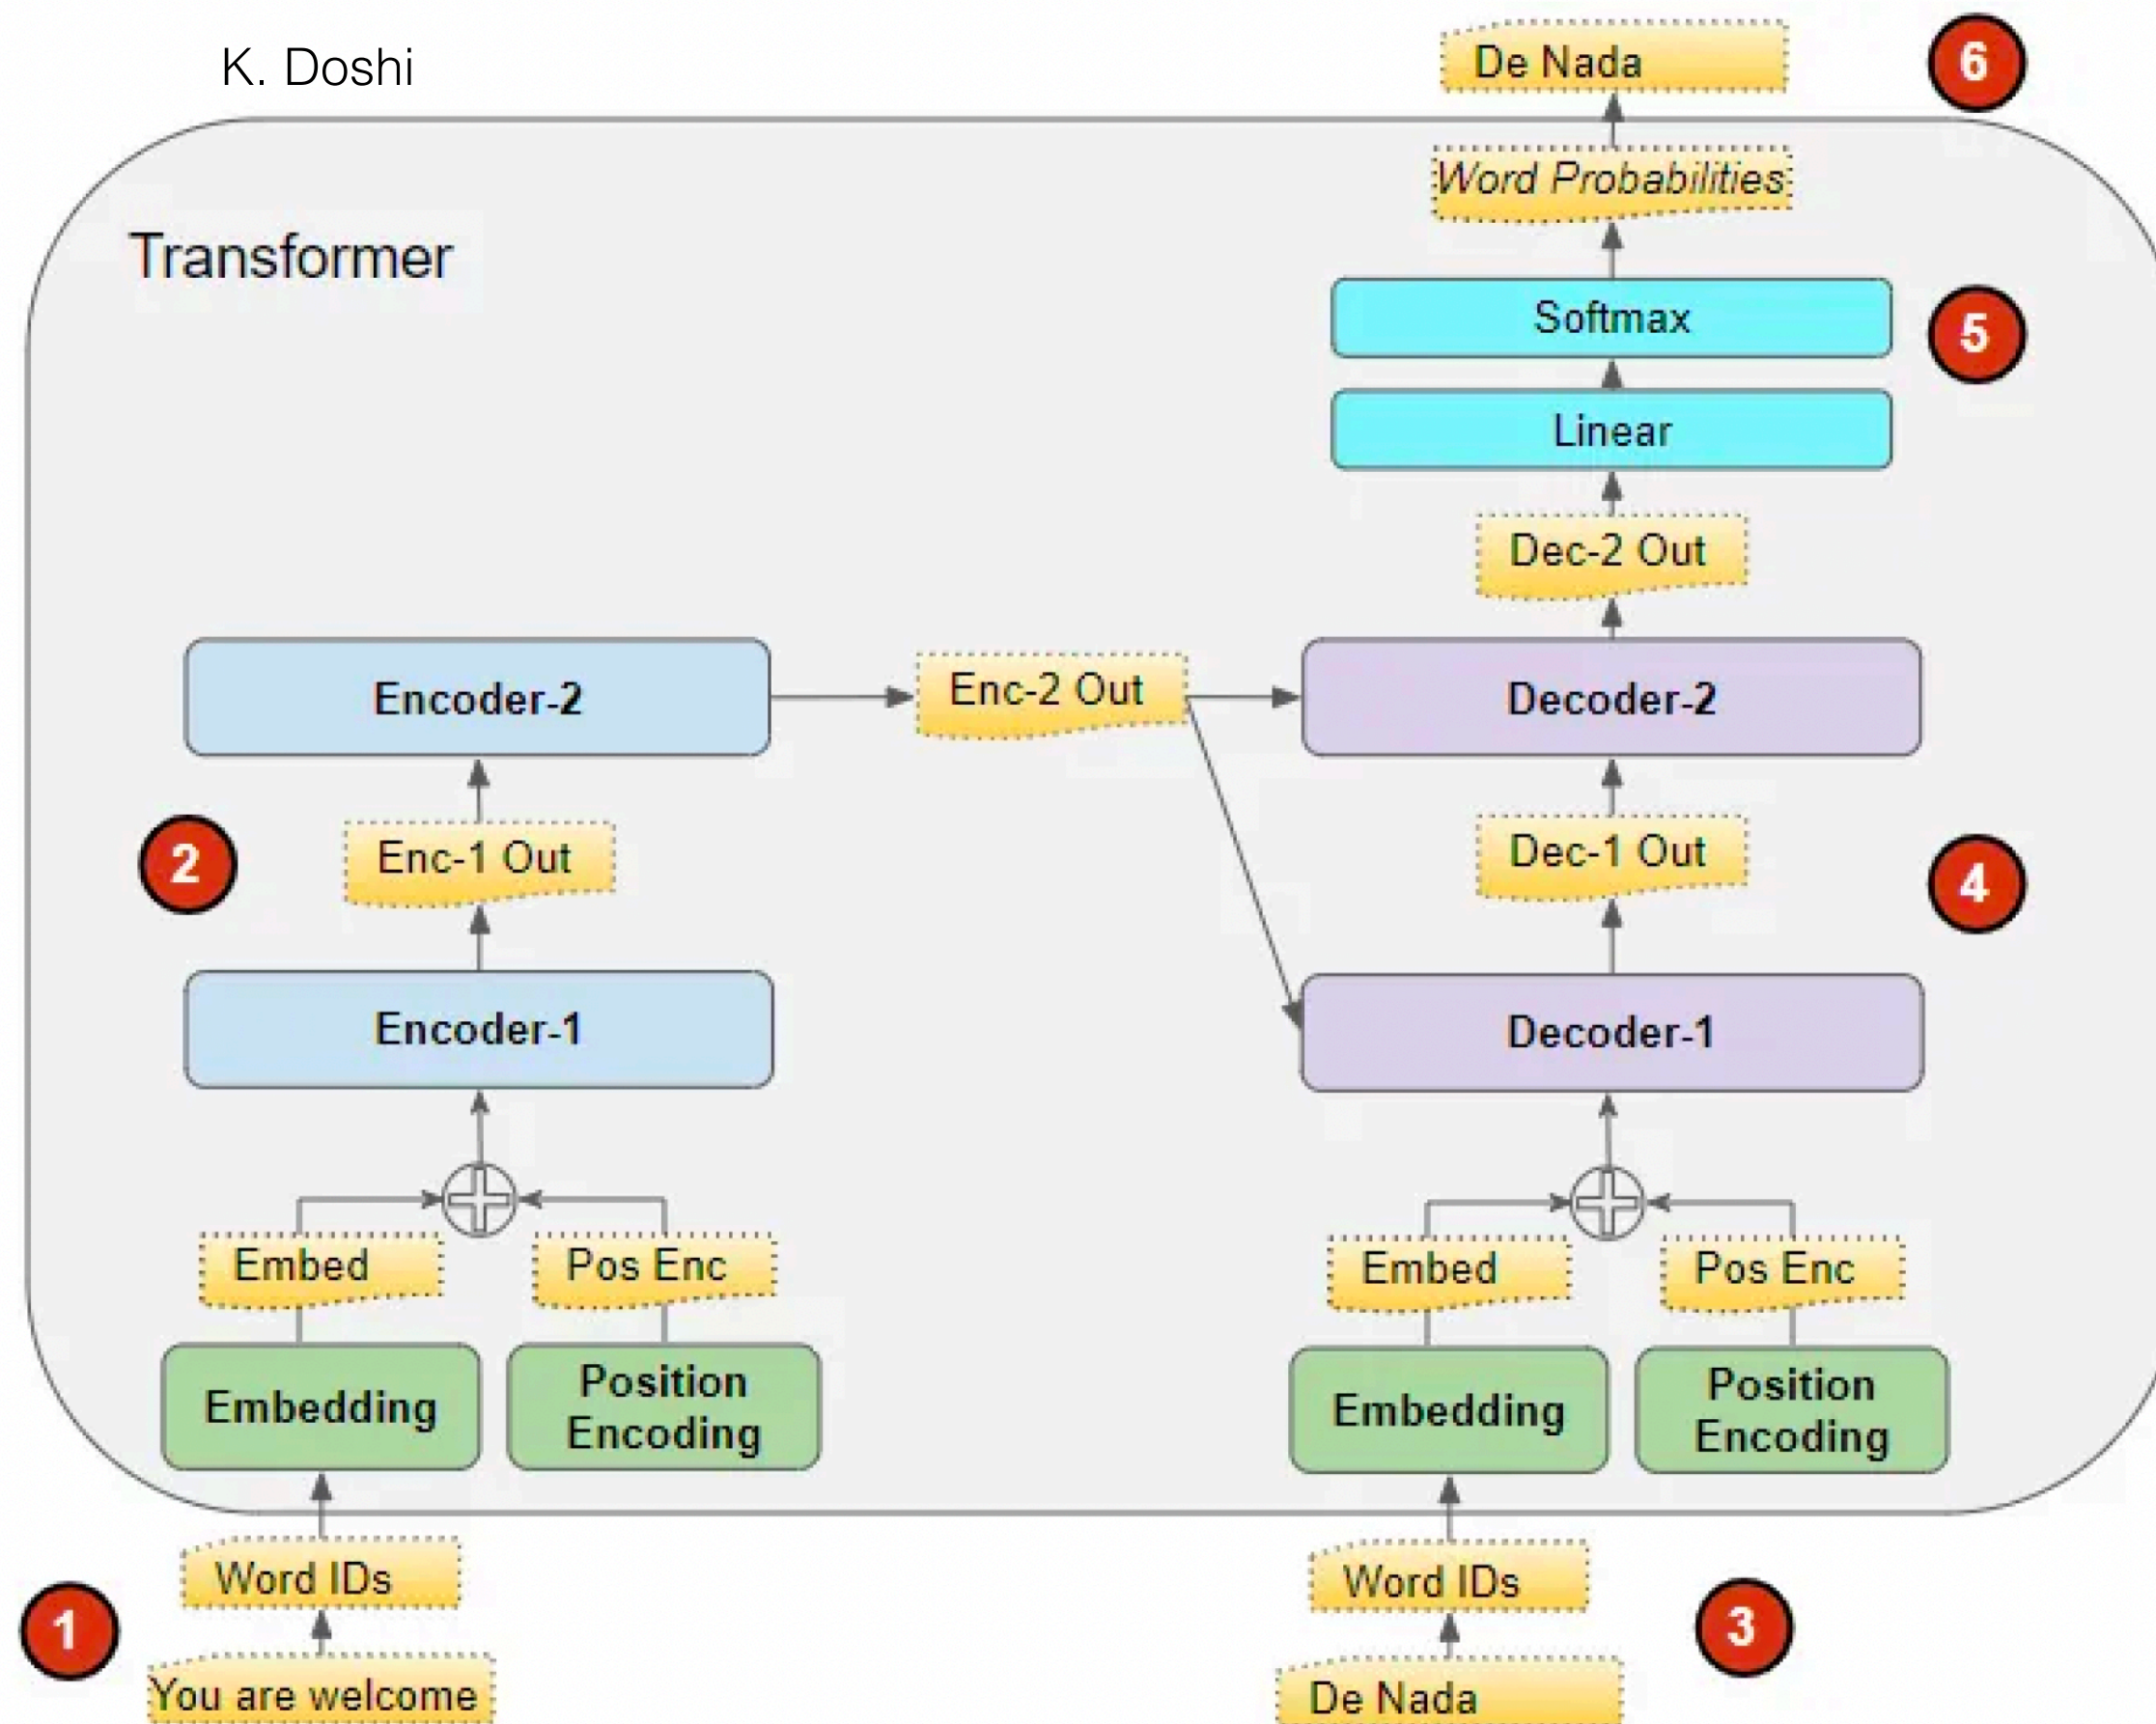 K. Doshi
De Nada
6
Word Probabilities
Transformer
Softmax
5
Linear
Dec-2 Out
Encoder-2
Enc-2 Out
Decoder-2
2
Enc-1 Out
Dec-1 Out
4
Encoder-1
Decoder-1
Embed
Pos Enc
Embed
Pos Enc
Embedding
Position
Encoding
Embedding
Position
Encoding
1
Word IDs
You are welcome
Word IDs
3
De Nada